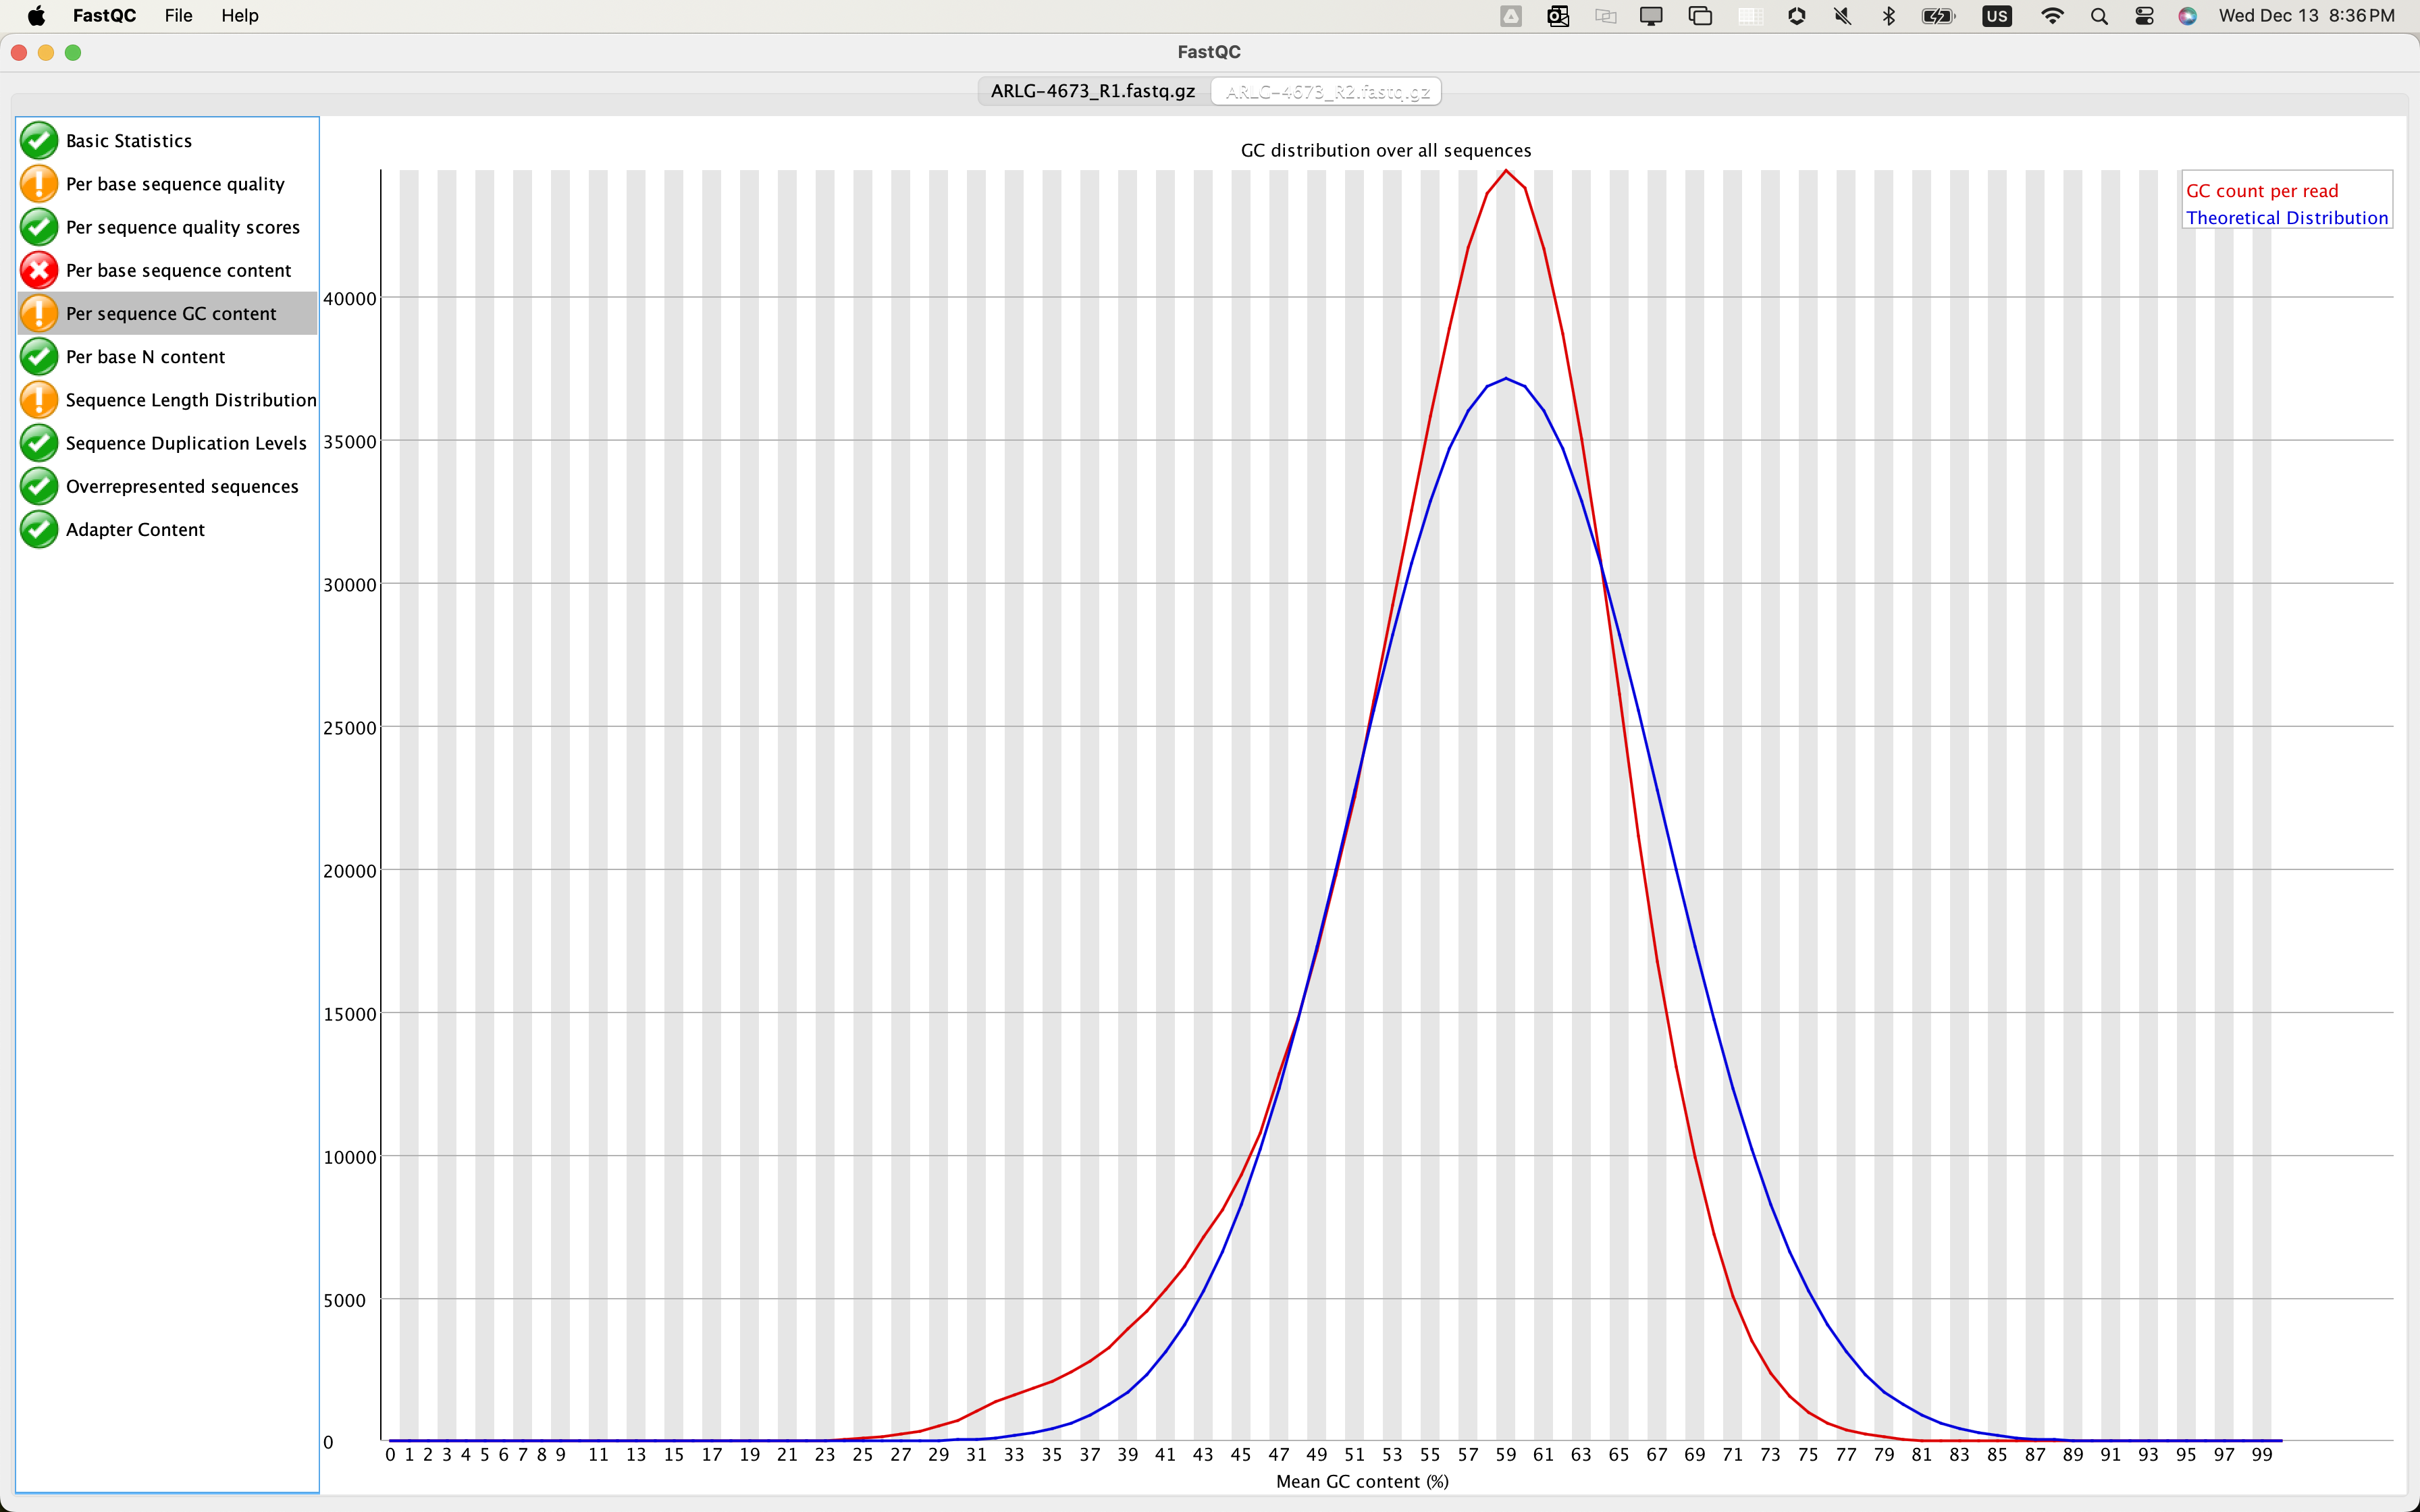 FastQC File Help US Wed Dec 13 8:36 PM
FastQC
ARLG-4673_R1.fastq.gz ARLG-4673_R2.fastq.gz
Basic Statistics
Per base sequence quality
Per sequence quality scores
Per base sequence content
Per sequence GC content
Per base N content
Sequence Length Distribution
Sequence Duplication Levels
Overrepresented sequences
Adapter Content
GC distribution over all sequences
GC count per read
Theoretical Distribution
40000
35000
30000
25000
20000
15000
10000
5000
0
0 1 2 3 4 5 6 7 8 9 11 13 15 17 19 21 23 25 27 29 31 33 35 37 39 41 43 45 47 49 51 53 55 57 59 61 63 65 67 69 71 73 75 77 79 81 83 85 87 89 91 93 95 97 99
Mean GC content (%)